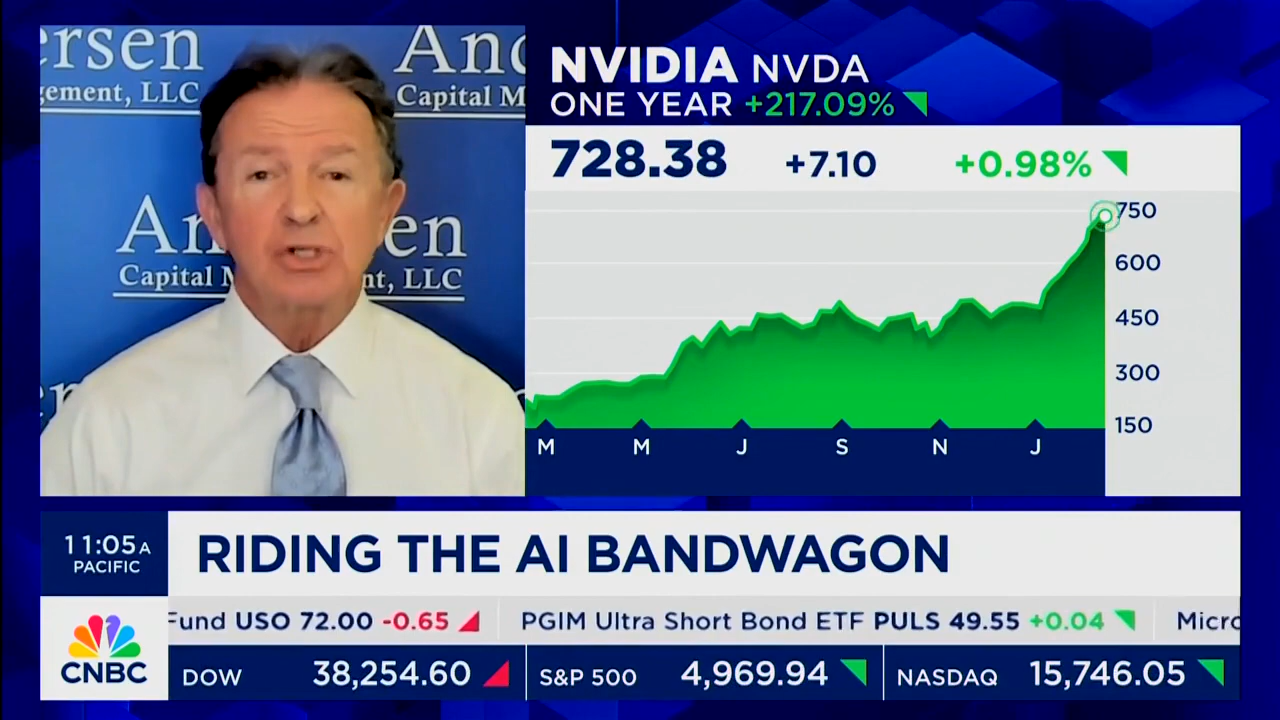 ersen
gement, LLC
And
Capital M
An en
Capital M nt, LLC
NVIDIA NVDA
ONE YEAR +217.09%
728.38 +7.10 +0.98%
750
600
450
300
150
M M J S N J
11:05A
PACIFIC
RIDING THE AI BANDWAGON
Fund USO 72.00 -0.65 PGIM Ultra Short Bond ETF PULS 49.55 +0.04 Micro
CNBC
DOW 38,254.60 S&P 500 4,969.94 NASDAQ 15,746.05